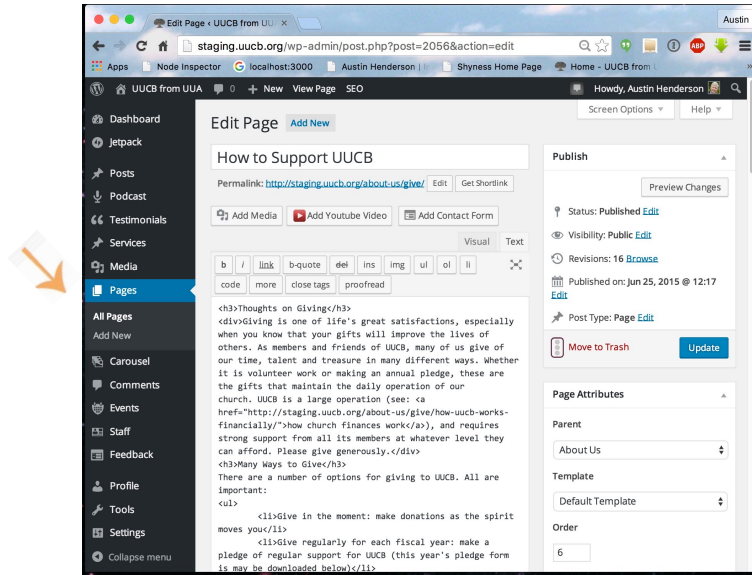 Edit Page ‹ UUCB from UUA
Austin
staging.uucb.org/wp-admin/post.php?post=2056&action=edit
Apps Node Inspector localhost:3000 Austin Henderson | Shyness Home Page Home - UUCB from
UUCB from UUA 0 + New View Page SEO Howdy, Austin Henderson
Screen Options Help
Dashboard
Jetpack
Posts
Podcast
Testimonials
Services
Media
Pages
All Pages
Add New
Carousel
Comments
Events
Staff
Feedback
Profile
Tools
Settings
Collapse menu
Edit Page Add New
How to Support UUCB
Permalink: http://staging.uucb.org/about-us/give/ Edit Get Shortlink
Add Media Add Youtube Video Add Contact Form
Visual Text
b i link b-quote del ins img ul ol li
code more close tags proofread
<h3>Thoughts on Giving</h3>
<div>Giving is one of life's great satisfactions, especially
when you know that your gifts will improve the lives of
others. As members and friends of UUCB, many of us give of
our time, talent and treasure in many different ways. Whether
it is volunteer work or making an annual pledge, these are
the gifts that maintain the daily operation of our
church. UUCB is a large operation (see: <a
href="http://staging.uucb.org/about-us/give/how-uucb-works-
financially/">how church finances work</a>), and requires
strong support from all its members at whatever level they
can afford. Please give generously.</div>
<h3>Many Ways to Give</h3>
There are a number of options for giving to UUCB. All are
important:
<ul>
<li>Give in the moment: make donations as the spirit
moves you</li>
<li>Give regularly for each fiscal year: make a
pledge of regular support for UUCB (this year's pledge form
is may be downloaded below)</li>
Publish
Preview Changes
Status: Published Edit
Visibility: Public Edit
Revisions: 16 Browse
Published on: Jun 25, 2015 @ 12:17
Edit
Post Type: Page Edit
Move to Trash Update
Page Attributes
Parent
About Us
Template
Default Template
Order
6